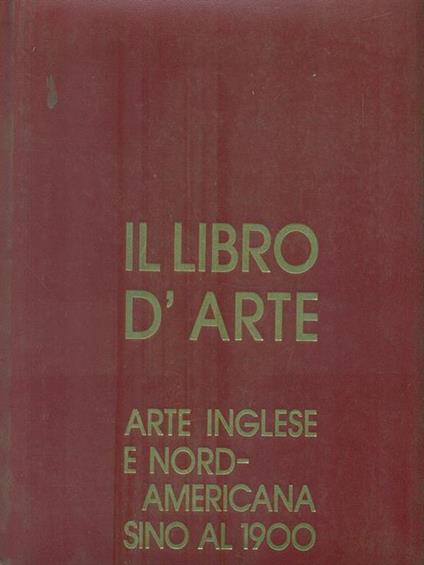 IL LIBRO
D'ARTE
ARTE INGLESE
E NORD-
AMERICANA
SINO AL 1900